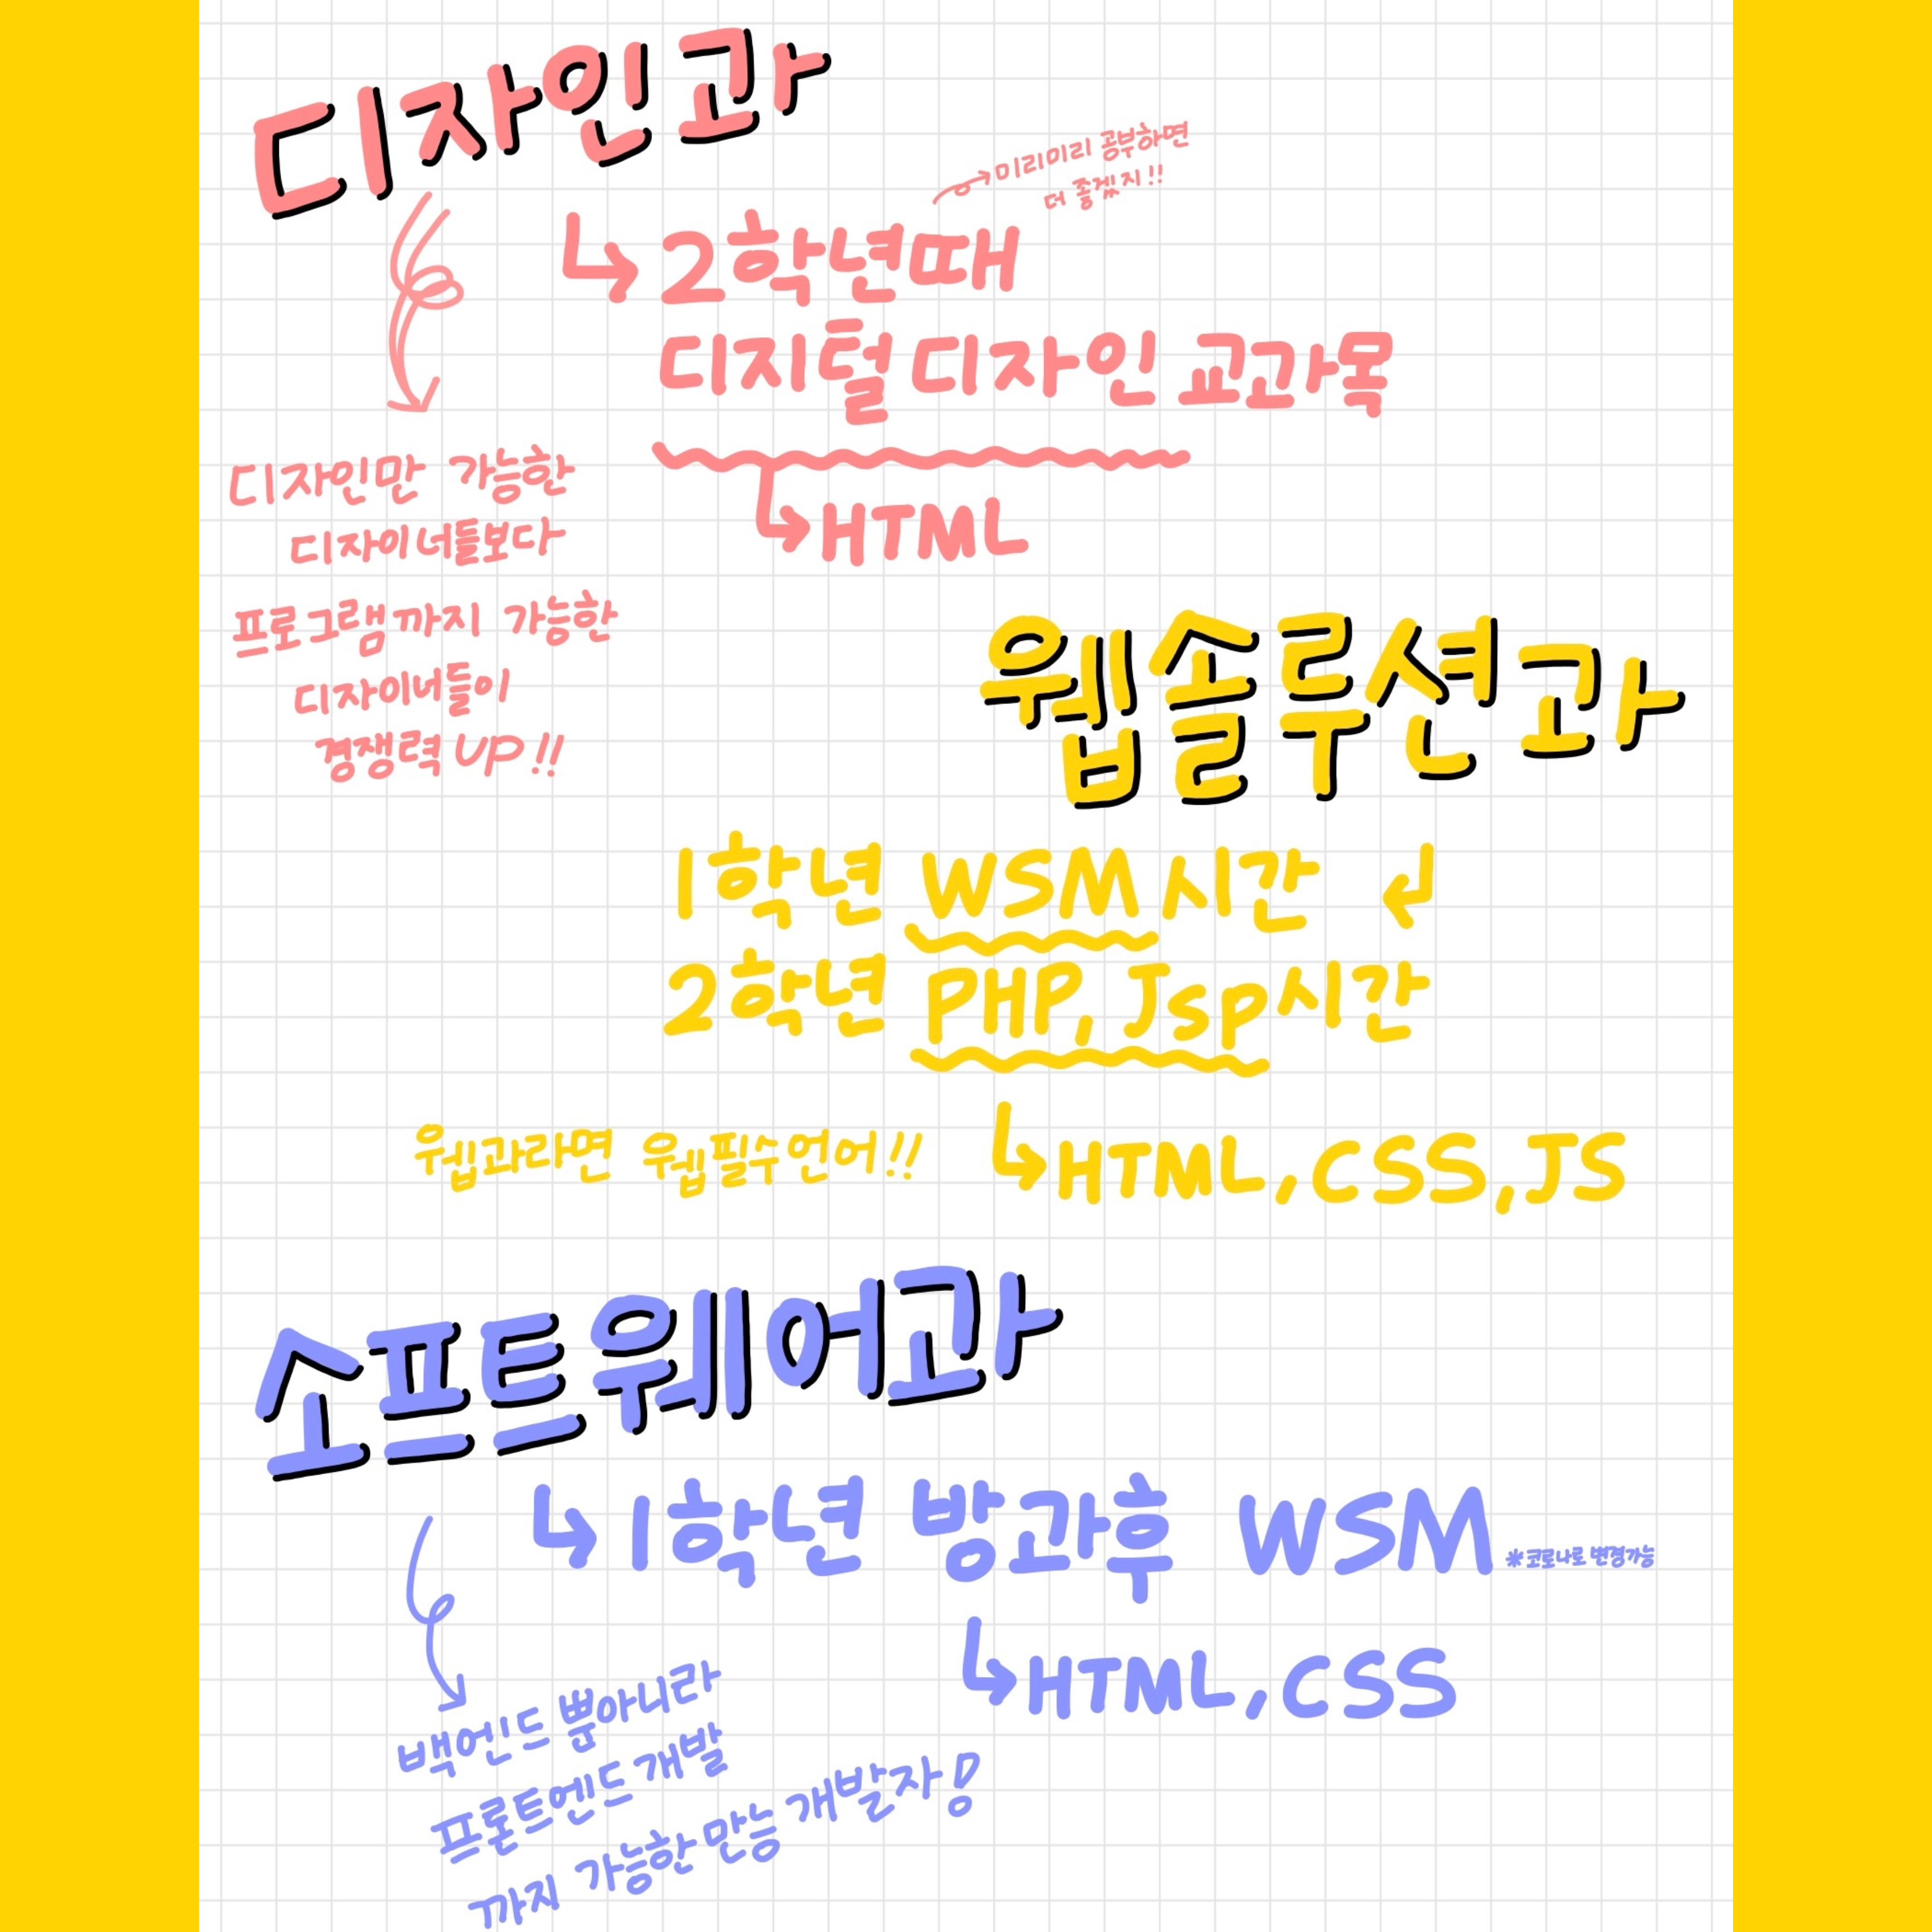 디자인과
미리미리 공부하면
더 좋겠지!!
2학년때
디지털디자인 교과목
HTML
디자인만 가능한
디자이너들보다
프로그램까지 가능한
디자이너들이
경쟁력 UP!!
웹솔루션과
1학년 WSM시간
2학년 PHP, Jsp시간
웹과라면 웹필수언어!!
HTML,CSS,JS
소프트웨어과
1학년 방과후 WSM
*코로나로 변경가능
HTML,CSS
백엔드 뿐아니라
프론트엔드 개발
까지 가능한 만능 개발자!